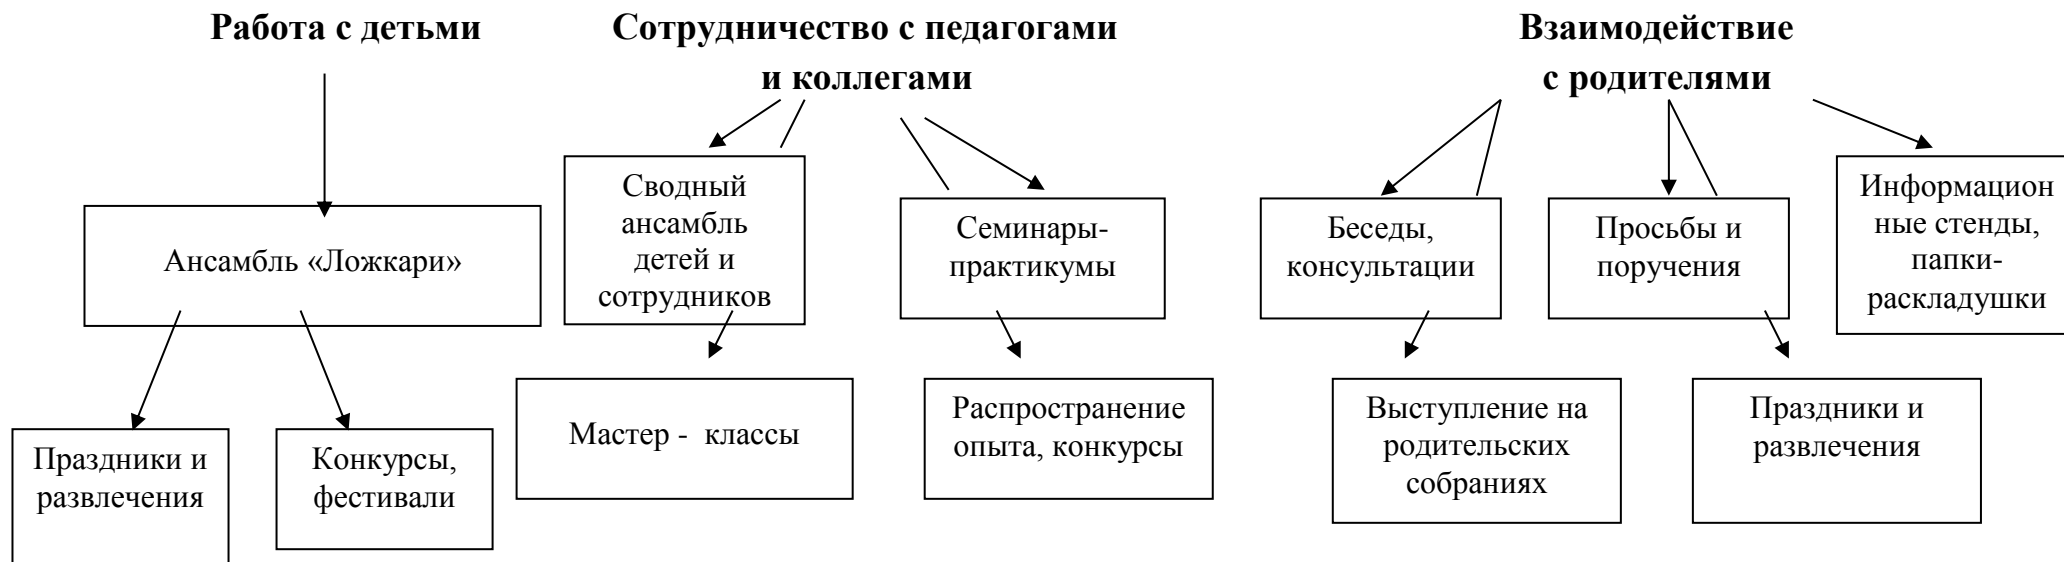 Работа с детьми
Сотрудничество с педагогами
и коллегами
Взаимодействие
с родителями
Ансамбль «Ложкари»
Сводный
ансамбль
детей и
сотрудников
Семинары-
практикумы
Беседы,
консультации
Просьбы и
поручения
Информацион
ные стенды,
папки-
раскладушки
Праздники и
развлечения
Конкурсы,
фестивали
Мастер - классы
Распространение
опыта, конкурсы
Выступление на
родительских
собраниях
Праздники и
развлечения